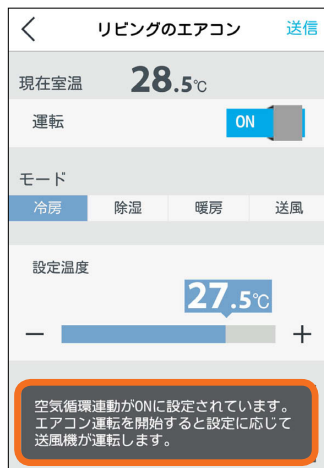 リビングのエアコン 送信
現在室温 28.5℃
運転 ON
モード
冷房 除湿 暖房 送風
設定温度
27.5℃
− +
空気循環連動がONに設定されています。
エアコン運転を開始すると設定に応じて
送風機が運転します。